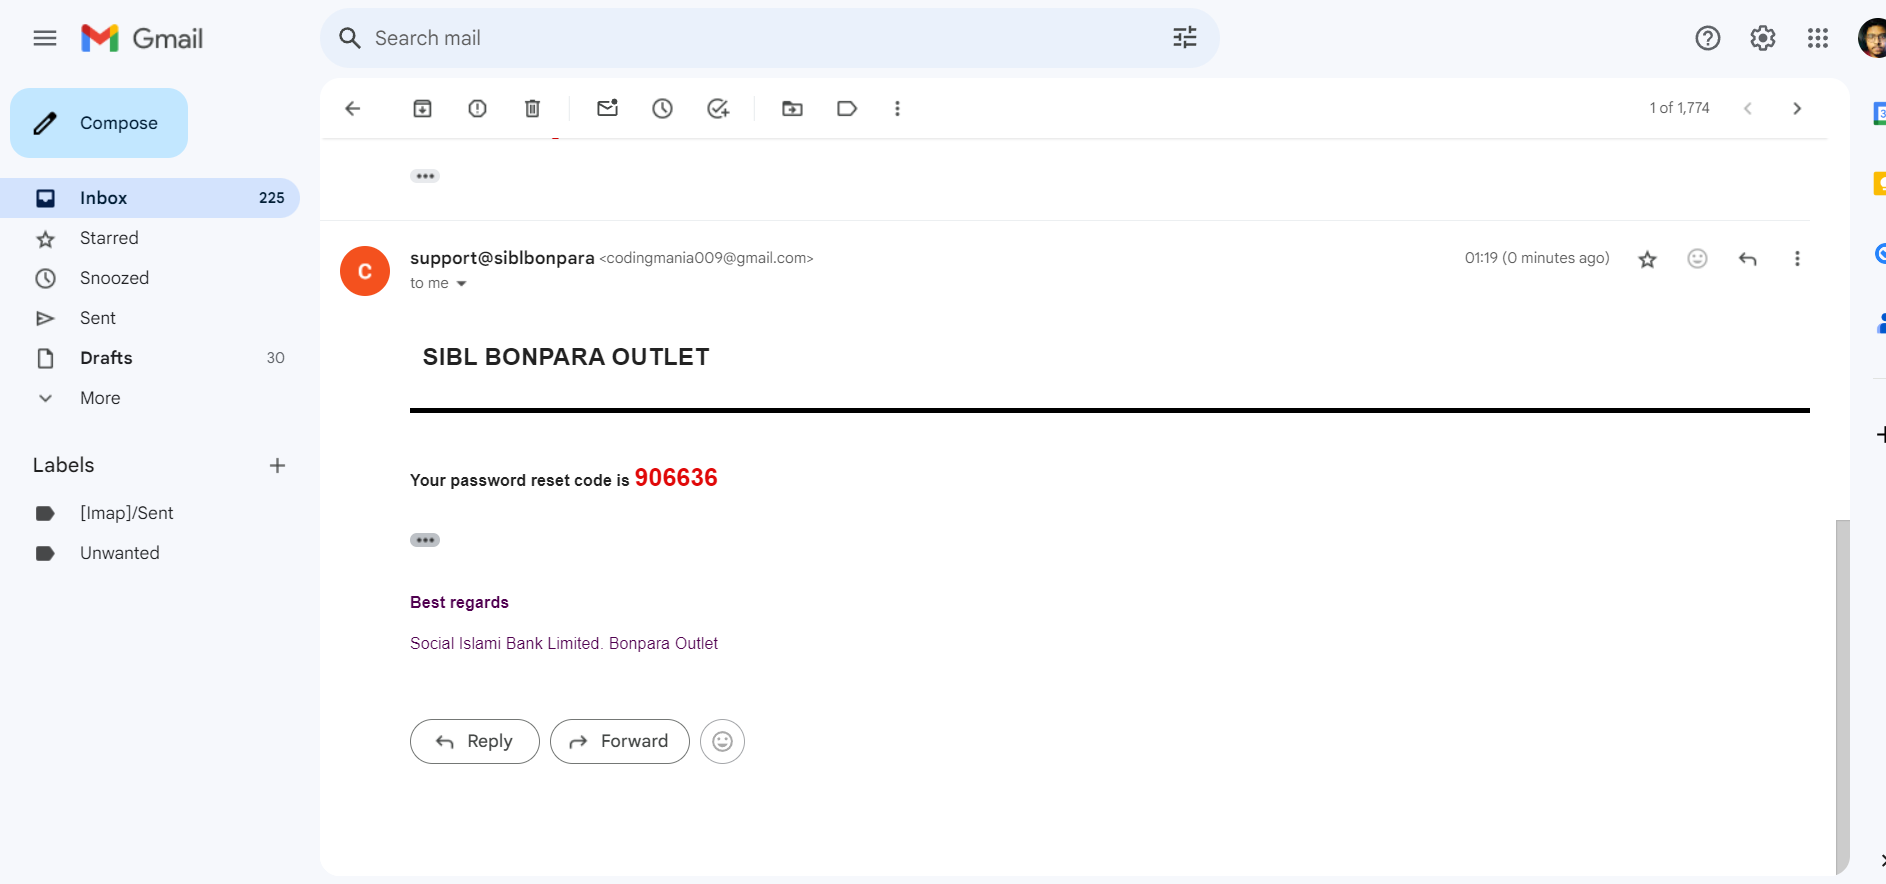 Gmail
Search mail
Compose
1 of 1,774
Inbox 225
Starred
Snoozed
Sent
Drafts 30
More
Labels
[Imap]/Sent
Unwanted
C
support@siblbonpara <codingmania009@gmail.com>
01:19 (0 minutes ago)
to me
SIBL BONPARA OUTLET
Your password reset code is 906636
Best regards
Social Islami Bank Limited. Bonpara Outlet
Reply
Forward